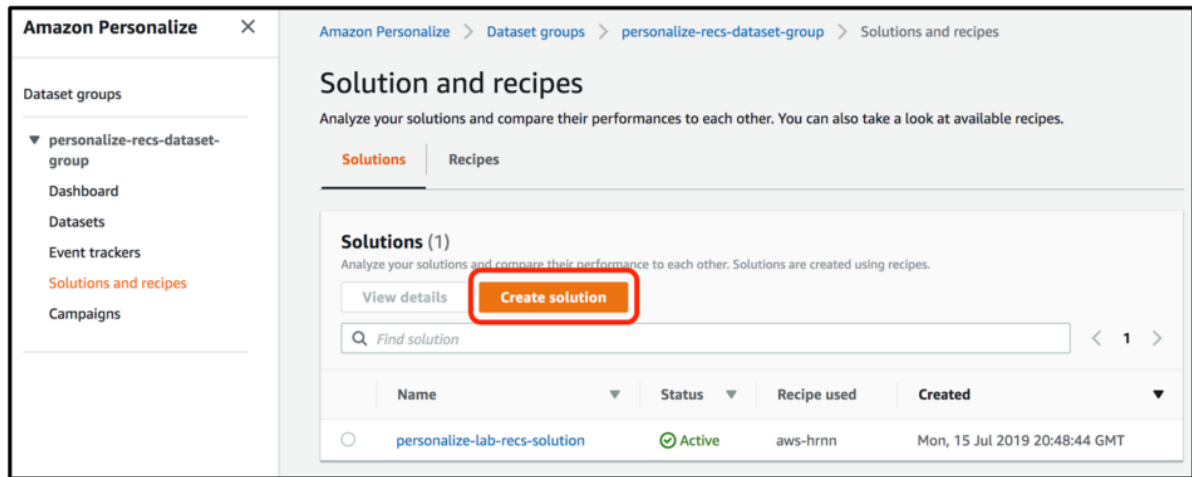 Amazon Personalize
Dataset groups
personalize-recs-dataset-
group
Dashboard
Datasets
Event trackers
Solutions and recipes
Campaigns
Amazon Personalize > Dataset groups > personalize-recs-dataset-group > Solutions and recipes
Solution and recipes
Analyze your solutions and compare their performances to each other. You can also take a look at available recipes.
Solutions Recipes
Solutions (1)
Analyze your solutions and compare their performance to each other. Solutions are created using recipes.
View details Create solution
Find solution < 1 >
Name Status Recipe used Created
personalize-lab-recs-solution Active aws-hrnn Mon, 15 Jul 2019 20:48:44 GMT